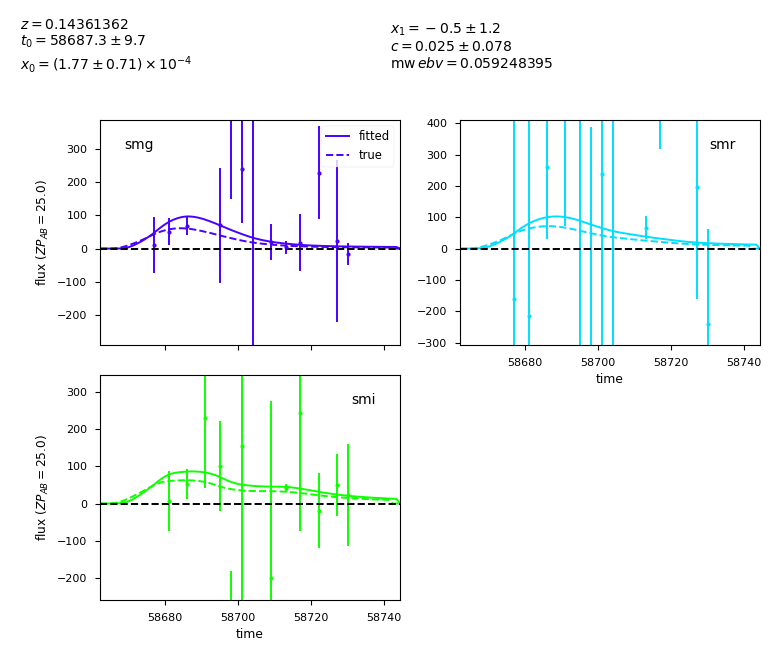 z = 0.14361362
t₀ = 58687.3 ± 9.7
x₀ = (1.77 ± 0.71) × 10⁻⁴
x₁ = −0.5 ± 1.2
c = 0.025 ± 0.078
mw ebv = 0.059248395
smg
fitted
true
300
200
100
0
−100
−200
flux (ZP_AB = 25.0)
smr
400
300
200
100
0
−100
−200
−300
58680 58700 58720 58740
time
smi
300
200
100
0
−100
−200
flux (ZP_AB = 25.0)
58680 58700 58720 58740
time